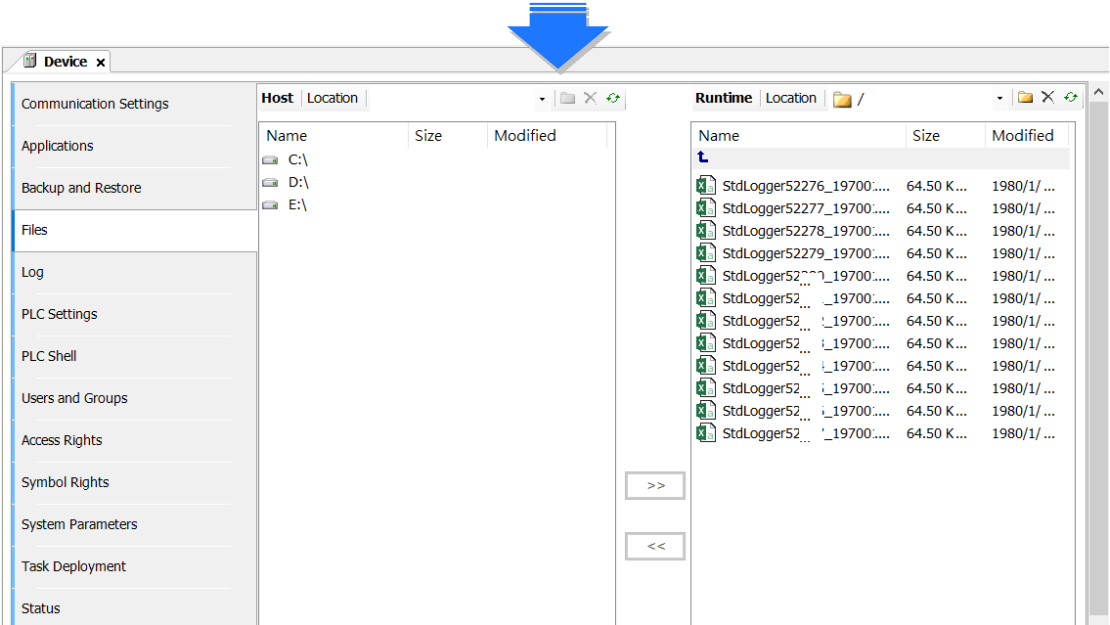 Device
Communication Settings
Applications
Backup and Restore
Files
Log
PLC Settings
PLC Shell
Users and Groups
Access Rights
Symbol Rights
System Parameters
Task Deployment
Status
Host Location
Name Size Modified
C:\
D:\
E:\
>>
<<
Runtime Location /
Name Size Modified
StdLogger52276_19700:... 64.50 K... 1980/1/ ...
StdLogger52277_19700:... 64.50 K... 1980/1/ ...
StdLogger52278_19700:... 64.50 K... 1980/1/ ...
StdLogger52279_19700:... 64.50 K... 1980/1/ ...
64.50 K... 1980/1/ ...
64.50 K... 1980/1/ ...
64.50 K... 1980/1/ ...
64.50 K... 1980/1/ ...
64.50 K... 1980/1/ ...
64.50 K... 1980/1/ ...
64.50 K... 1980/1/ ...
64.50 K... 1980/1/ ...